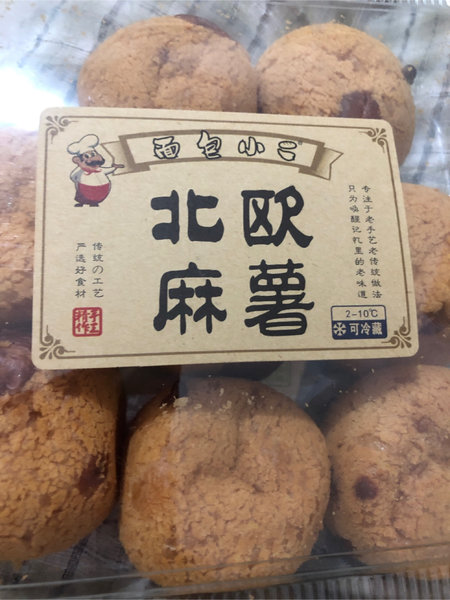 面包小二
北欧
麻薯
专注于老手艺老传统做法
只为唤醒记忆里的老味道
传统の工艺
严选好食材
2-10℃
可冷藏